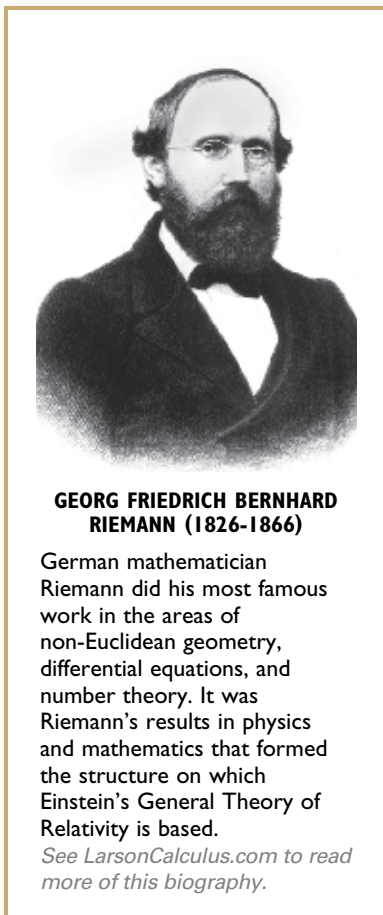 GEORG FRIEDRICH BERNHARD
RIEMANN (1826-1866)
German mathematician
Riemann did his most famous
work in the areas of
non-Euclidean geometry,
differential equations, and
number theory. It was
Riemann's results in physics
and mathematics that formed
the structure on which
Einstein's General Theory of
Relativity is based.
See LarsonCalculus.com to read
more of this biography.